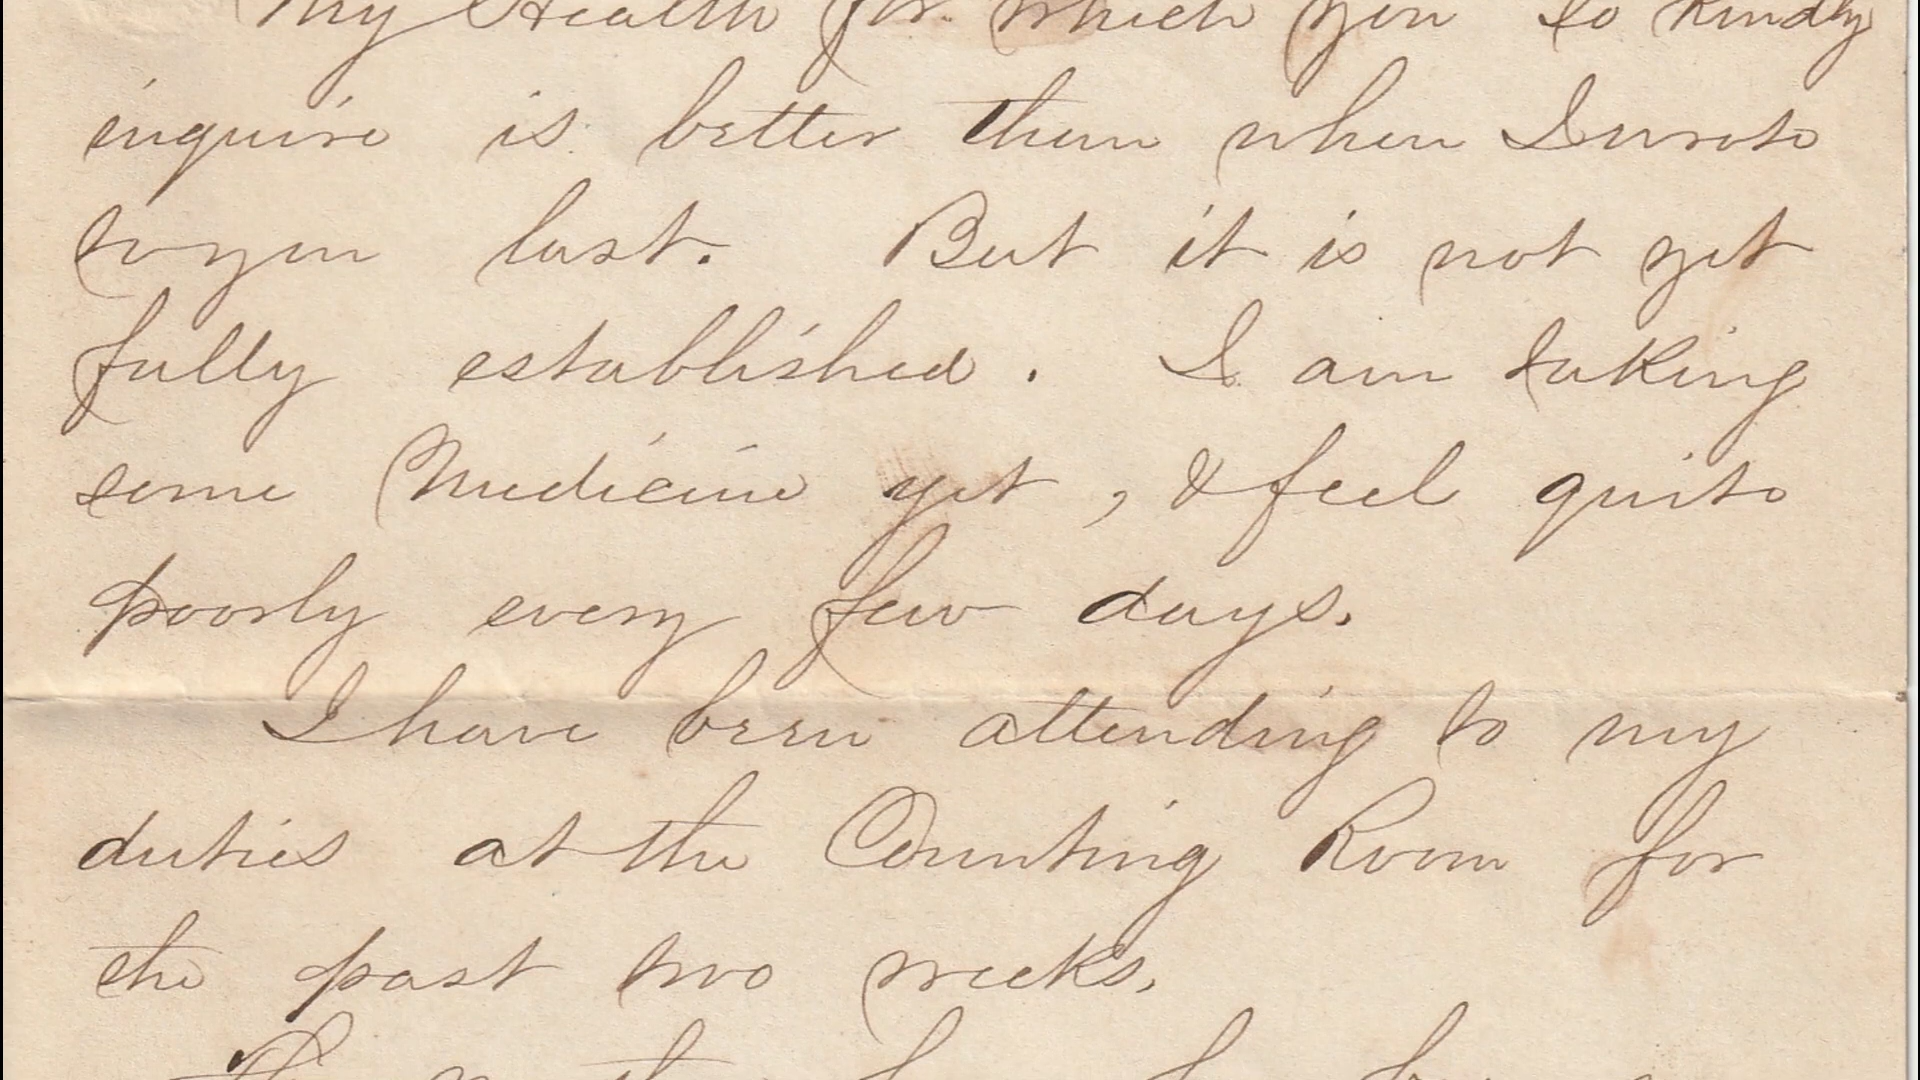 My Health for which you so kindly
inquire is better then when I wrote
to you last. But it is not yet
fully established. I am taking
some Medicine yet, & feel quite
poorly every few days.
I have been attending to my
duties at the Counting Room for
the past two weeks.